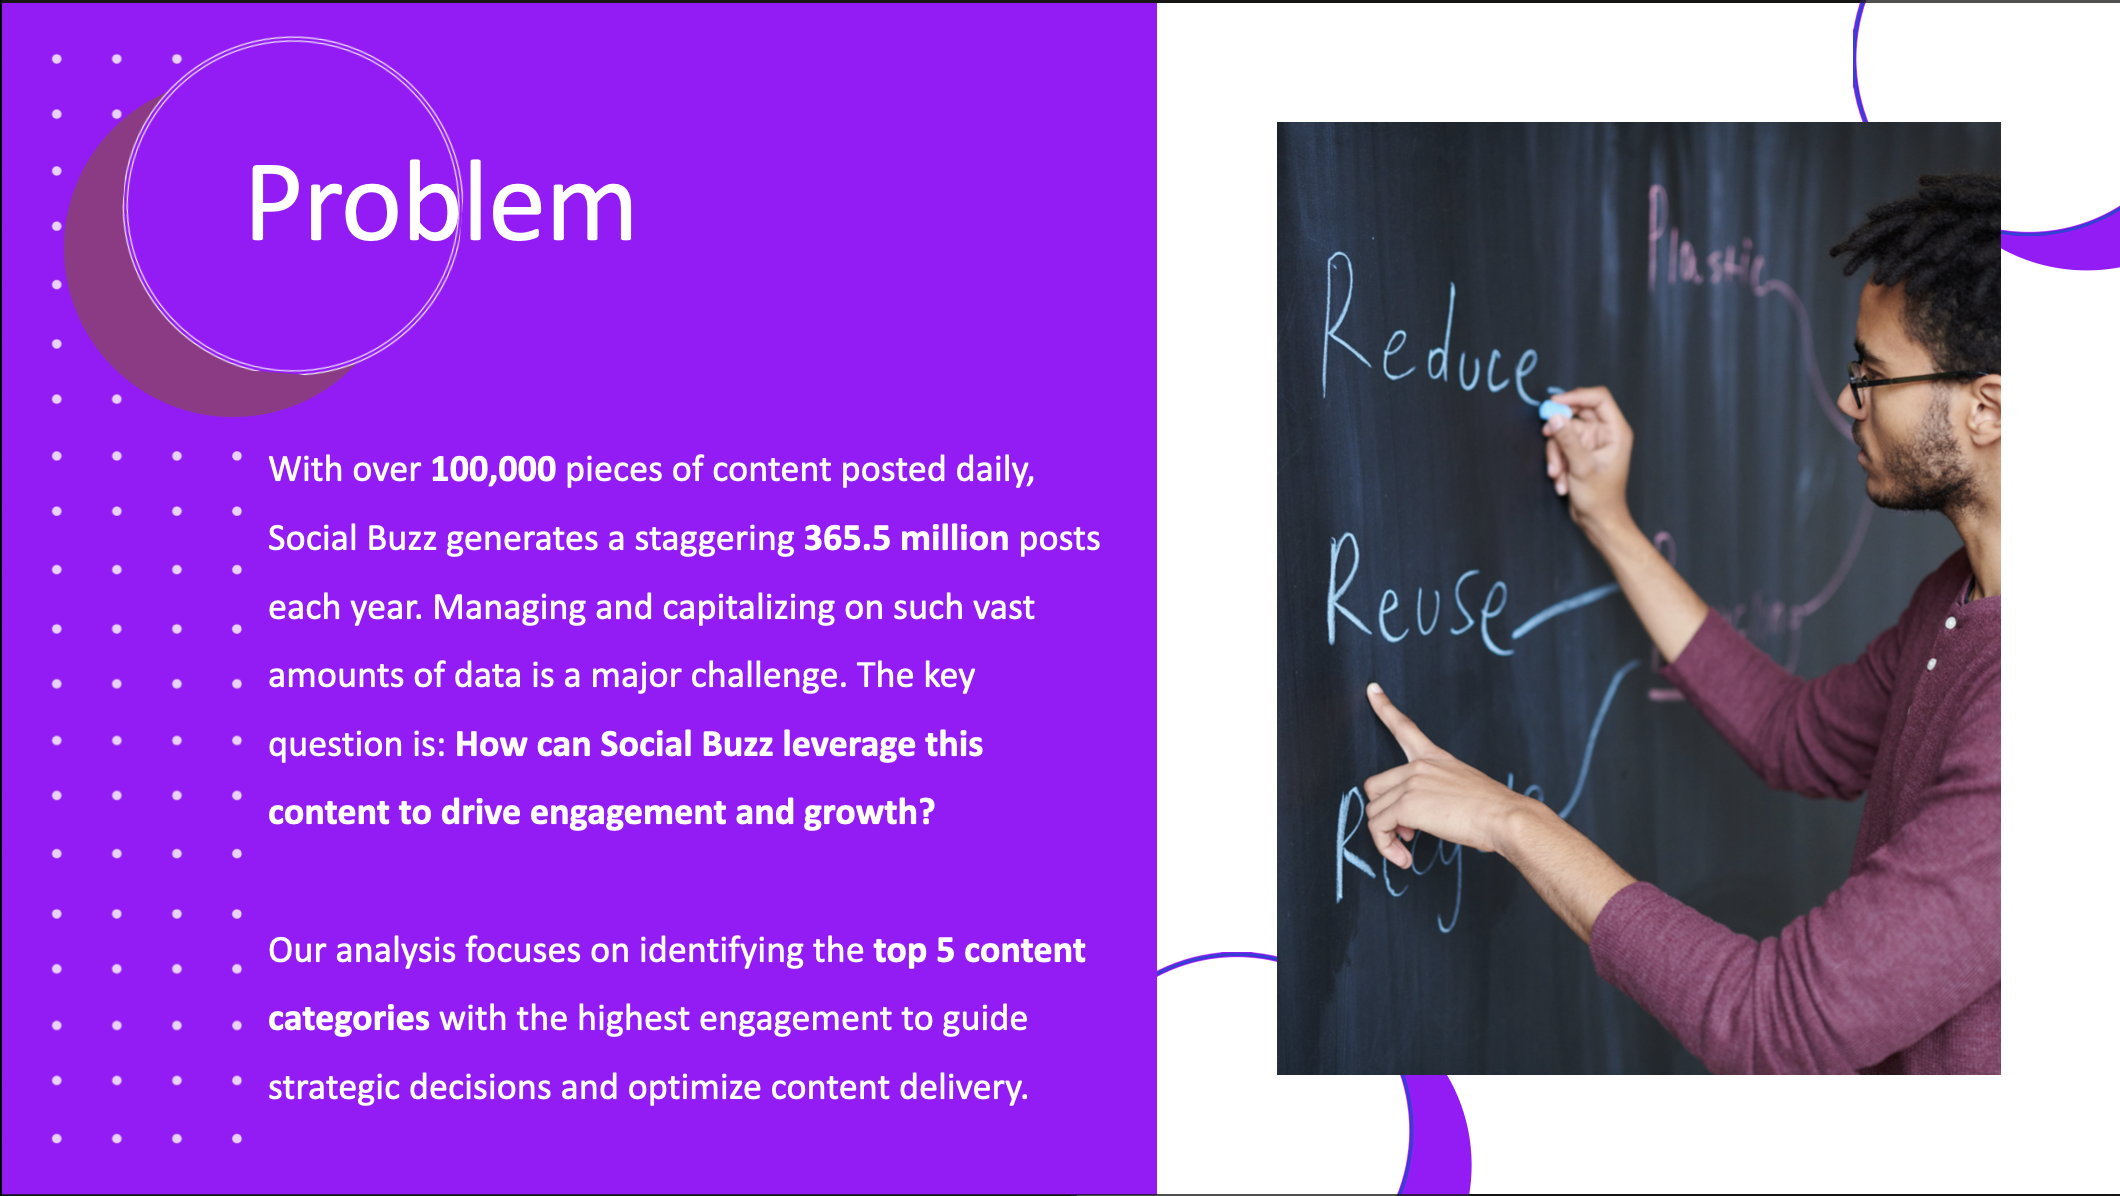 Problem
With over 100,000 pieces of content posted daily,
Social Buzz generates a staggering 365.5 million posts
each year. Managing and capitalizing on such vast
amounts of data is a major challenge. The key
question is: How can Social Buzz leverage this
content to drive engagement and growth?
Our analysis focuses on identifying the top 5 content
categories with the highest engagement to guide
strategic decisions and optimize content delivery.
Reduce
Plastic
Reuse